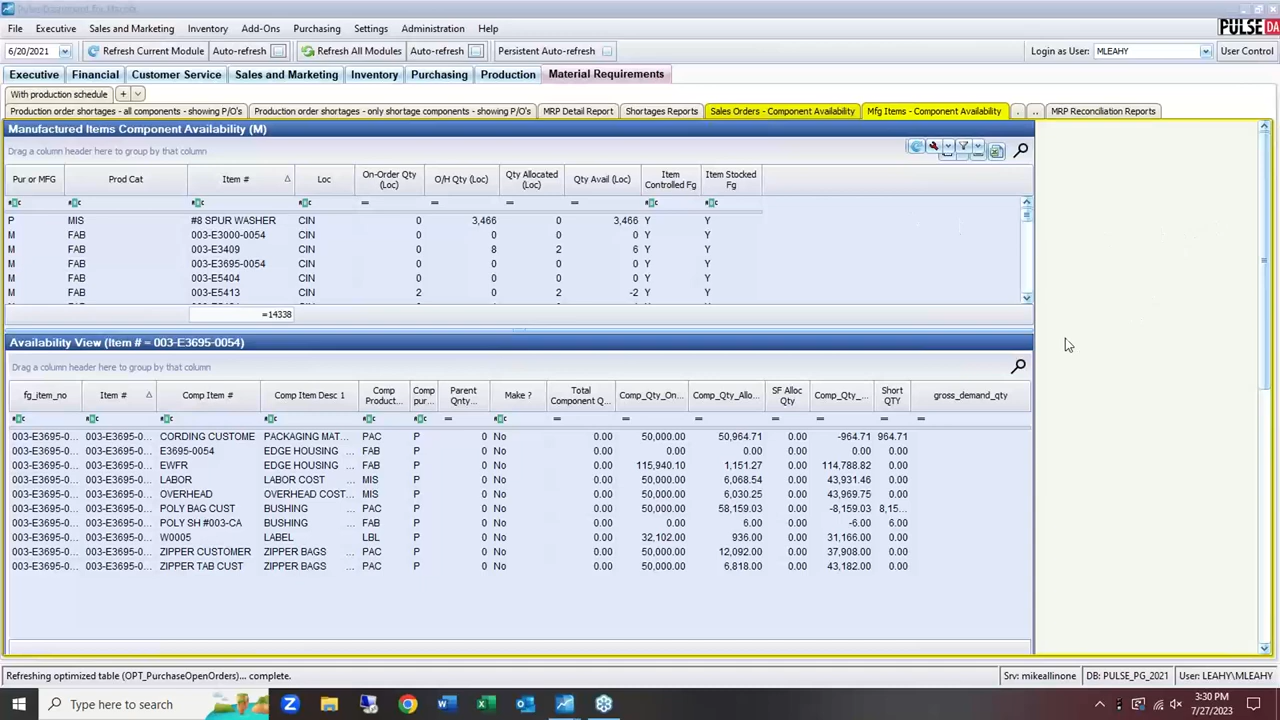 File Executive Sales and Marketing Inventory Add-Ons Purchasing Settings Administration Help
PULSE DA
6/20/2021 Refresh Current Module Auto-refresh Refresh All Modules Auto-refresh Persistent Auto-refresh Login as User: MLEAHY User Control
Executive Financial Customer Service Sales and Marketing Inventory Purchasing Production Material Requirements
With production schedule +
Production order shortages - all components - showing P/O's Production order shortages - only shortage components - showing P/O's MRP Detail Report Shortages Reports Sales Orders - Component Availability Mfg Items - Component Availability . .. MRP Reconciliation Reports
Manufactured Items Component Availability (M)
Drag a column header here to group by that column
Pur or MFG Prod Cat Item # Loc On-Order Qty (Loc) O/H Qty (Loc) Qty Allocated (Loc) Qty Avail (Loc) Item Controlled Fg Item Stocked Fg
P MIS #8 SPUR WASHER CIN 0 3,466 0 3,466 Y Y
M FAB 003-E3000-0054 CIN 0 0 0 0 Y Y
M FAB 003-E3409 CIN 0 8 2 6 Y Y
M FAB 003-E3695-0054 CIN 0 0 0 0 Y Y
M FAB 003-E5404 CIN 0 0 0 0 Y Y
M FAB 003-E5413 CIN 2 0 2 -2 Y Y
=14338
Availability View (Item # = 003-E3695-0054)
Drag a column header here to group by that column
fg_item_no Item # Comp Item # Comp Item Desc 1 Comp Product... Comp pur... Parent Qnty... Make ? Total Component Q... Comp_Qty_On... Comp_Qty_Allo... SF Alloc Qty Comp_Qty_... Short QTY gross_demand_qty
003-E3695-0... 003-E3695-0... CORDING CUSTOME PACKAGING MAT... PAC P 0 No 0.00 50,000.00 50,964.71 0.00 -964.71 964.71
003-E3695-0... 003-E3695-0... E3695-0054 EDGE HOUSING ... FAB P 0 No 0.00 0.00 0.00 0.00 0.00 0.00
003-E3695-0... 003-E3695-0... EWFR EDGE HOUSING ... FAB P 0 No 0.00 115,940.10 1,151.27 0.00 114,788.82 0.00
003-E3695-0... 003-E3695-0... LABOR LABOR COST ... MIS P 0 No 0.00 50,000.00 6,068.54 0.00 43,931.46 0.00
003-E3695-0... 003-E3695-0... OVERHEAD OVERHEAD COST... MIS P 0 No 0.00 50,000.00 6,030.25 0.00 43,969.75 0.00
003-E3695-0... 003-E3695-0... POLY BAG CUST BUSHING ... PAC P 0 No 0.00 50,000.00 58,159.03 0.00 -8,159.03 8,15...
003-E3695-0... 003-E3695-0... POLY SH #003-CA BUSHING ... FAB P 0 No 0.00 0.00 6.00 0.00 -6.00 6.00
003-E3695-0... 003-E3695-0... W0005 LABEL ... LBL P 0 No 0.00 32,102.00 936.00 0.00 31,166.00 0.00
003-E3695-0... 003-E3695-0... ZIPPER CUSTOMER ZIPPER BAGS ... PAC P 0 No 0.00 50,000.00 12,092.00 0.00 37,908.00 0.00
003-E3695-0... 003-E3695-0... ZIPPER TAB CUST ZIPPER BAGS ... PAC P 0 No 0.00 50,000.00 6,818.00 0.00 43,182.00 0.00
Refreshing optimized table (OPT_PurchaseOpenOrders)... complete. Srv: mikeallinone DB: PULSE_PG_2021 User: LEAHY\MLEAHY
Type here to search
3:30 PM
7/27/2023